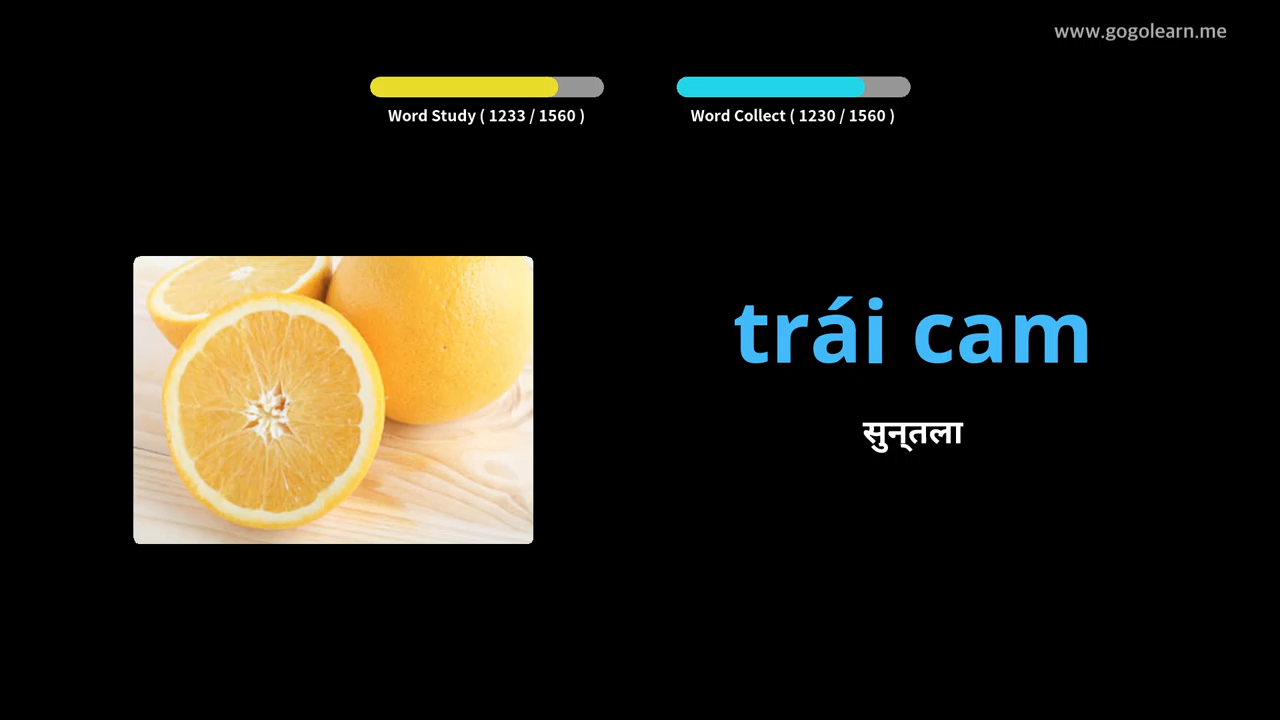 www.gogolearn.me
Word Study ( 1233 / 1560 )
Word Collect ( 1230 / 1560 )
trái cam
सुन्‌तला